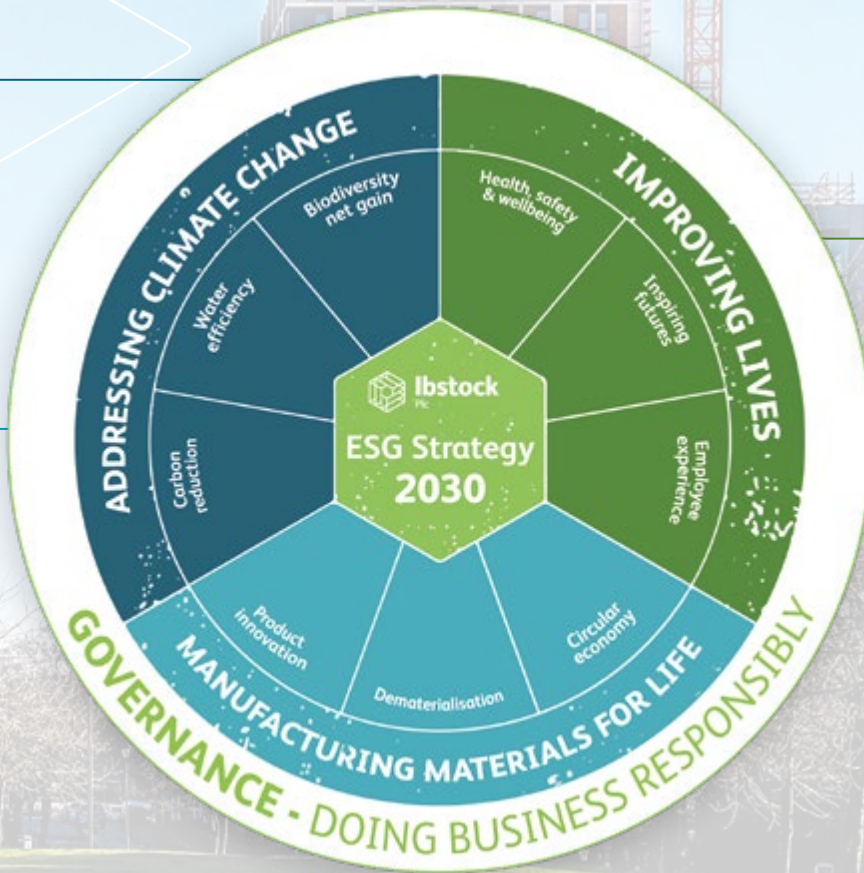 ADDRESSING CLIMATE CHANGE
Biodiversity
net gain
Water
efficiency
Carbon
reduction
IMPROVING LIVES
Health, safety
& wellbeing
Inspiring
futures
Employee
experience
Ibstock
Plc
ESG Strategy
2030
Product
innovation
Dematerialisation
Circular
economy
MANUFACTURING MATERIALS FOR LIFE
GOVERNANCE - DOING BUSINESS RESPONSIBLY